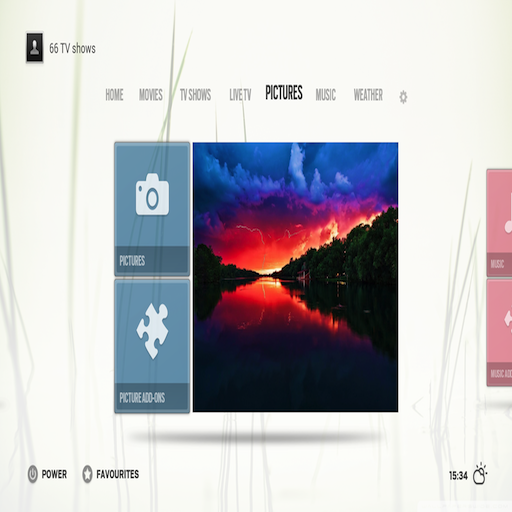 66 TV shows
HOME MOVIES TV SHOWS LIVE TV PICTURES MUSIC WEATHER
PICTURES
MUSIC
PICTURE ADD-ONS
MUSIC ADD
POWER FAVOURITES 15:34